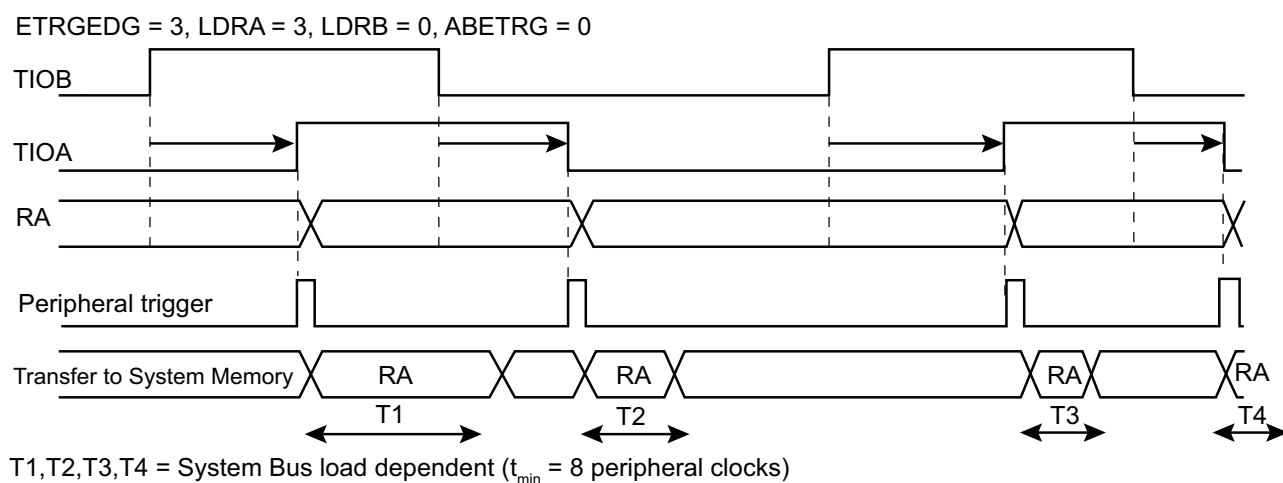 ETRGEDG = 3, LDRA = 3, LDRB = 0, ABETRG = 0
TIOB
TIOA
RA
Peripheral trigger
Transfer to System Memory RA RA RA RA
T1 T2 T3 T4
T1,T2,T3,T4 = System Bus load dependent (tmin = 8 peripheral clocks)